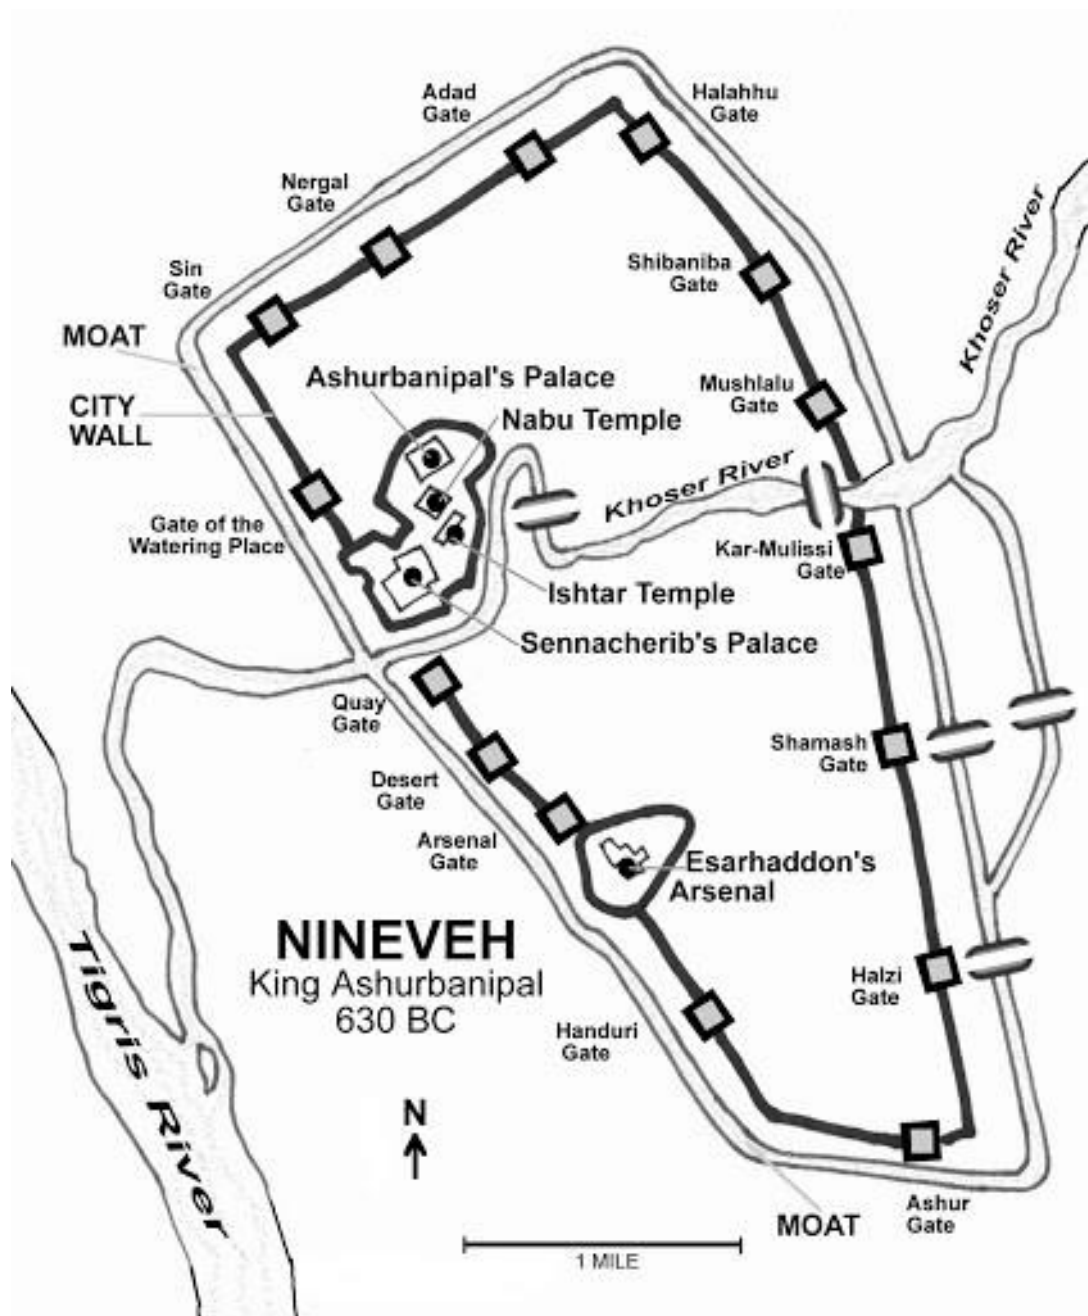 Adad
Gate
Halahhu
Gate
Nergal
Gate
Khoser River
Sin
Gate
Shibaniba
Gate
MOAT
Ashurbanipal's Palace
Mushlalu
Gate
CITY
WALL
Nabu Temple
Khoser River
Gate of the
Watering Place
Kar-Mulissi
Gate
Ishtar Temple
Sennacherib's Palace
Quay
Gate
Shamash
Gate
Desert
Gate
Arsenal
Gate
Esarhaddon's
Arsenal
NINEVEH
King Ashurbanipal
630 BC
Halzi
Gate
Handuri
Gate
Tigris River
N
Ashur
Gate
MOAT
1 MILE